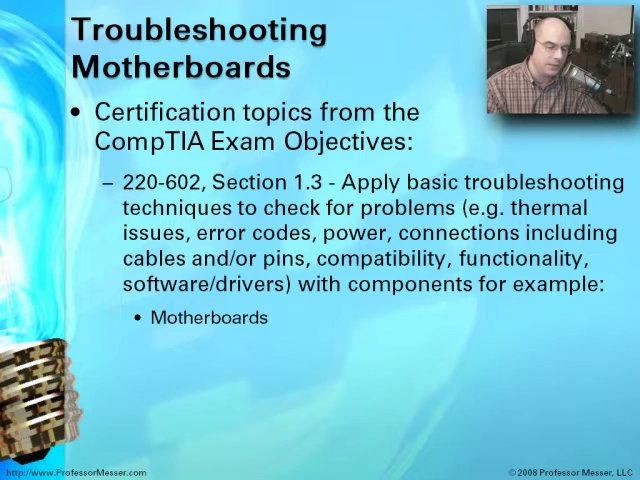 Troubleshooting
Motherboards
• Certification topics from the
CompTIA Exam Objectives:
– 220-602, Section 1.3 - Apply basic troubleshooting
techniques to check for problems (e.g. thermal
issues, error codes, power, connections including
cables and/or pins, compatibility, functionality,
software/drivers) with components for example:
• Motherboards
http://www.ProfessorMesser.com
© 2008 Professor Messer, LLC